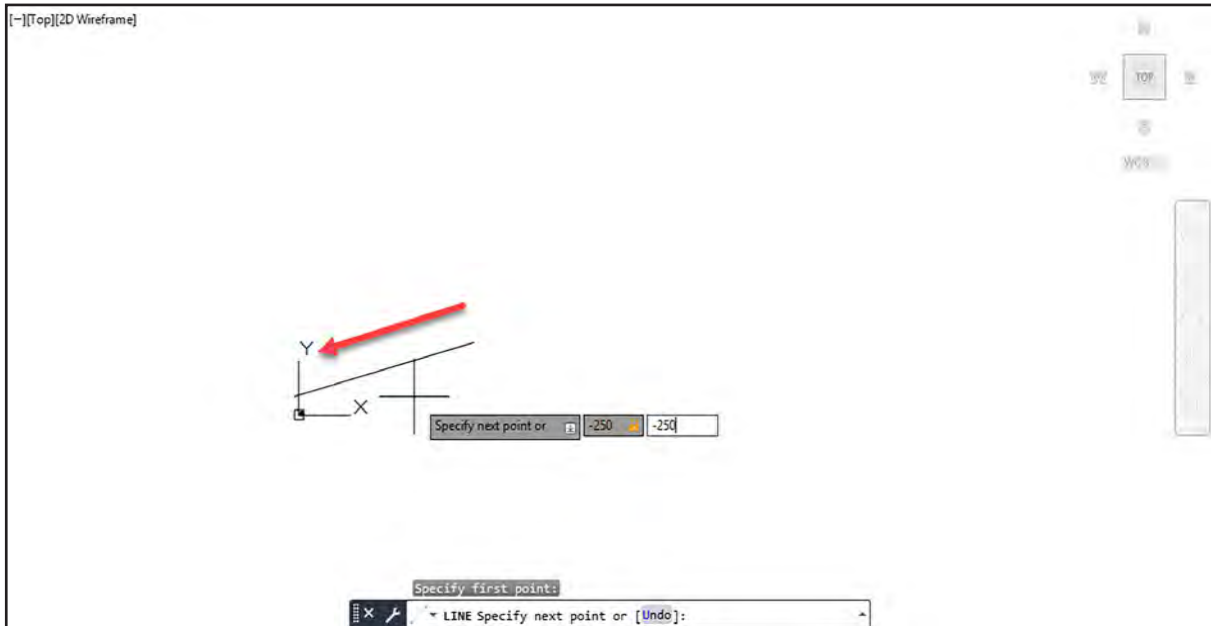 [−][Top][2D Wireframe]
TOP
Y
X
Specify next point or
-250
-250
Specify first point:
LINE Specify next point or [Undo]: